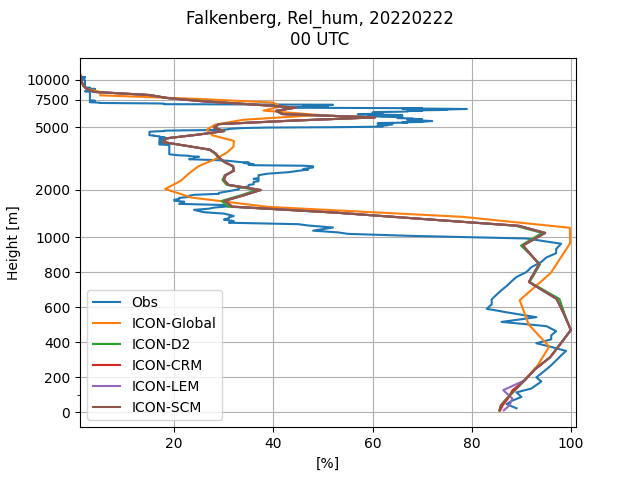 Falkenberg, Rel_hum, 20220222
00 UTC
Height [m]
10000
7500
5000
2000
1000
800
600
400
200
0
Obs
ICON-Global
ICON-D2
ICON-CRM
ICON-LEM
ICON-SCM
20
40
60
80
100
[%]